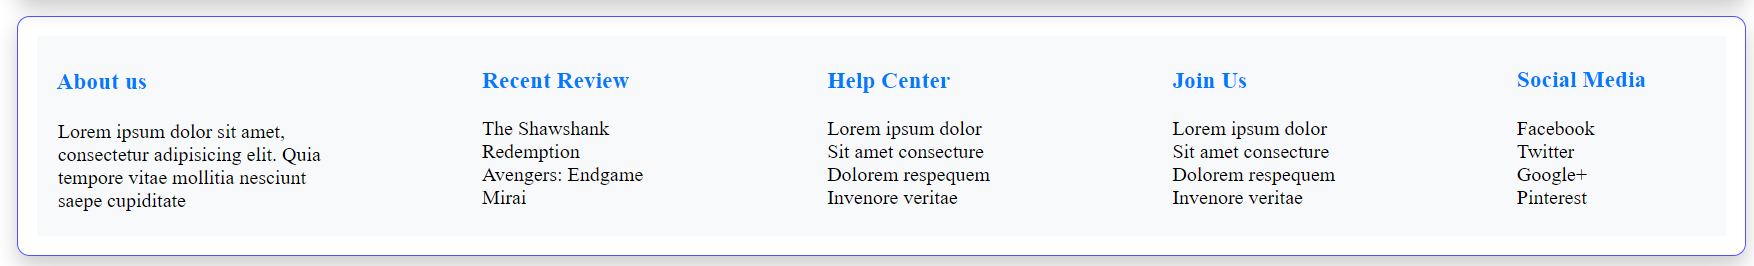 About us
Lorem ipsum dolor sit amet,
consectetur adipisicing elit. Quia
tempore vitae mollitia nesciunt
saepe cupiditate
Recent Review
The Shawshank
Redemption
Avengers: Endgame
Mirai
Help Center
Lorem ipsum dolor
Sit amet consecture
Dolorem respequem
Invenore veritae
Join Us
Lorem ipsum dolor
Sit amet consecture
Dolorem respequem
Invenore veritae
Social Media
Facebook
Twitter
Google+
Pinterest